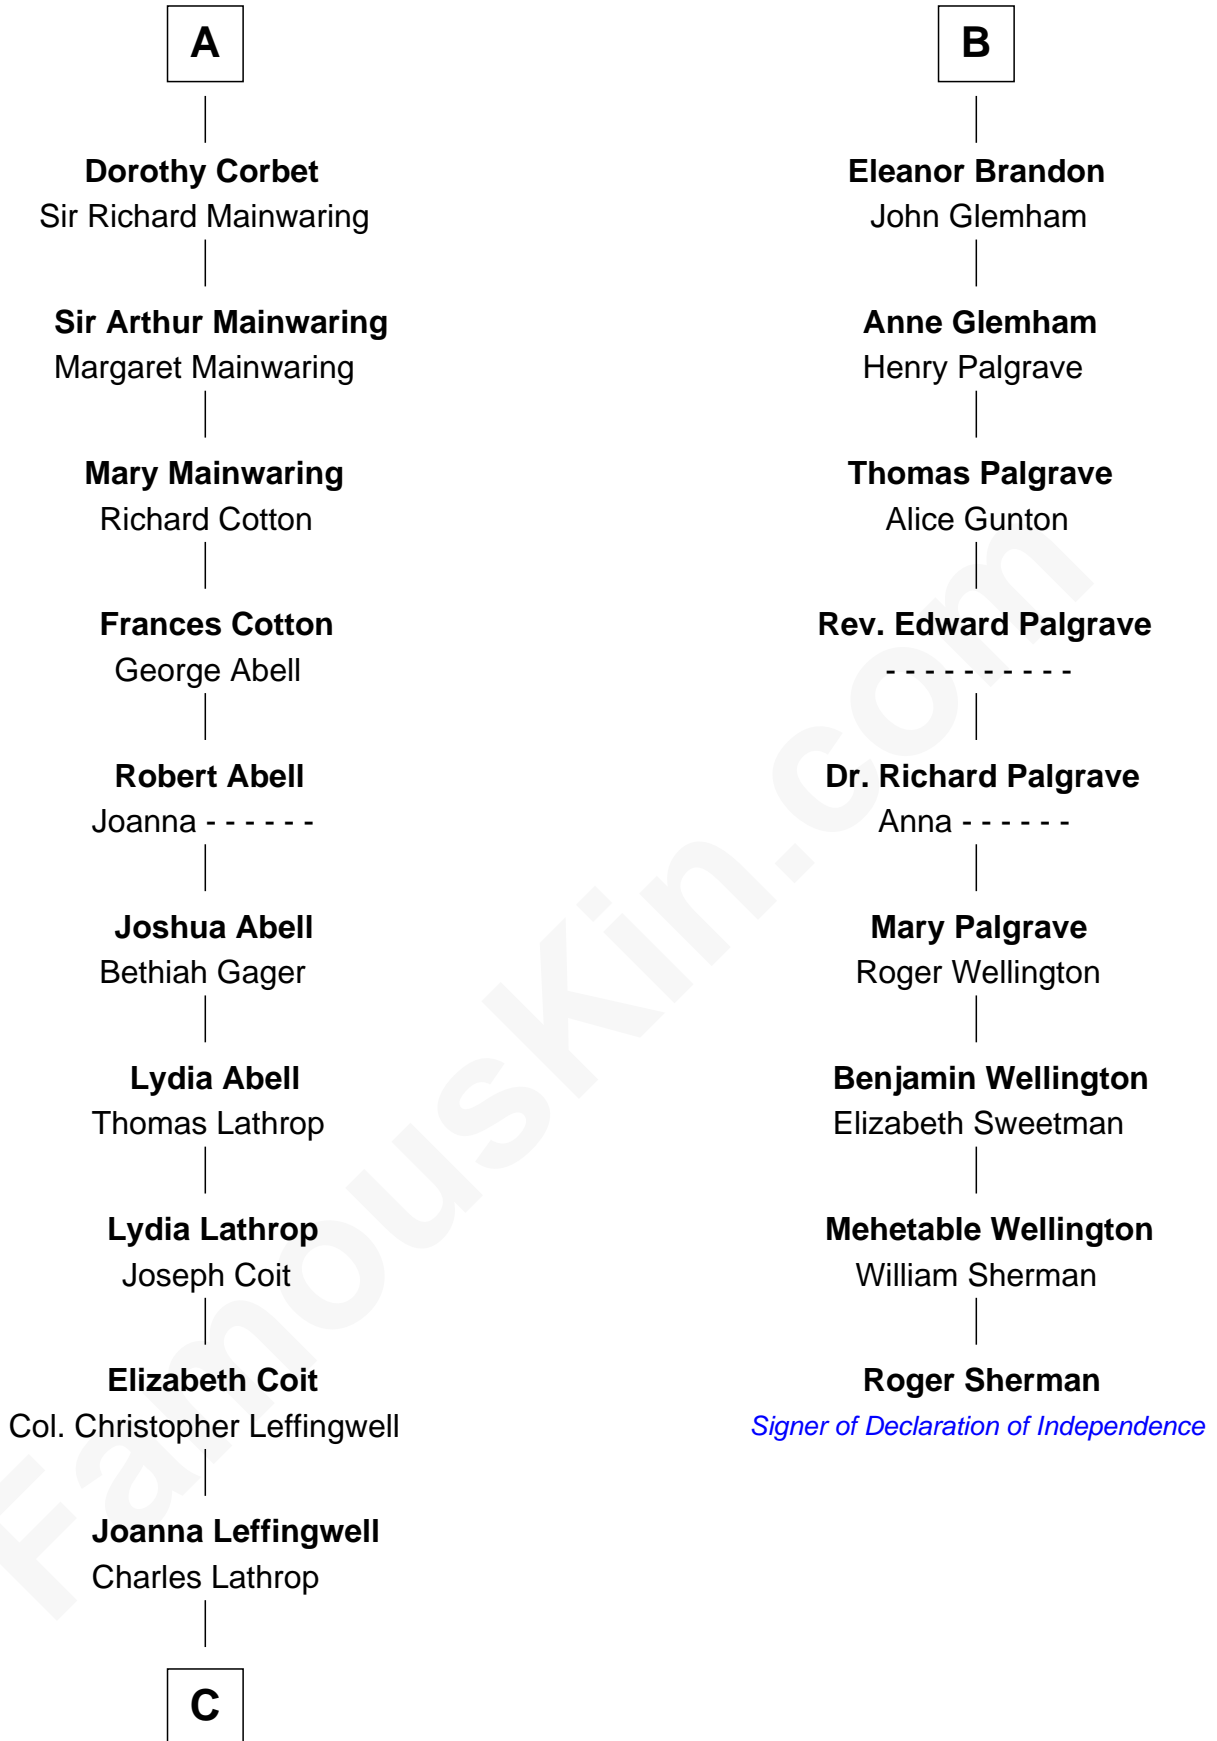 A
Dorothy Corbet
Sir Richard Mainwaring
Sir Arthur Mainwaring
Margaret Mainwaring
Mary Mainwaring
Richard Cotton
Frances Cotton
George Abell
Robert Abell
Joanna - - - - - -
Joshua Abell
Bethiah Gager
Lydia Abell
Thomas Lathrop
Lydia Lathrop
Joseph Coit
Elizabeth Coit
Col. Christopher Leffingwell
Joanna Leffingwell
Charles Lathrop
C
B
Eleanor Brandon
John Glemham
Anne Glemham
Henry Palgrave
Thomas Palgrave
Alice Gunton
Rev. Edward Palgrave
- - - - - - - - - -
Dr. Richard Palgrave
Anna - - - - - -
Mary Palgrave
Roger Wellington
Benjamin Wellington
Elizabeth Sweetman
Mehetable Wellington
William Sherman
Roger Sherman
Signer of Declaration of Independence
FamousKin.com